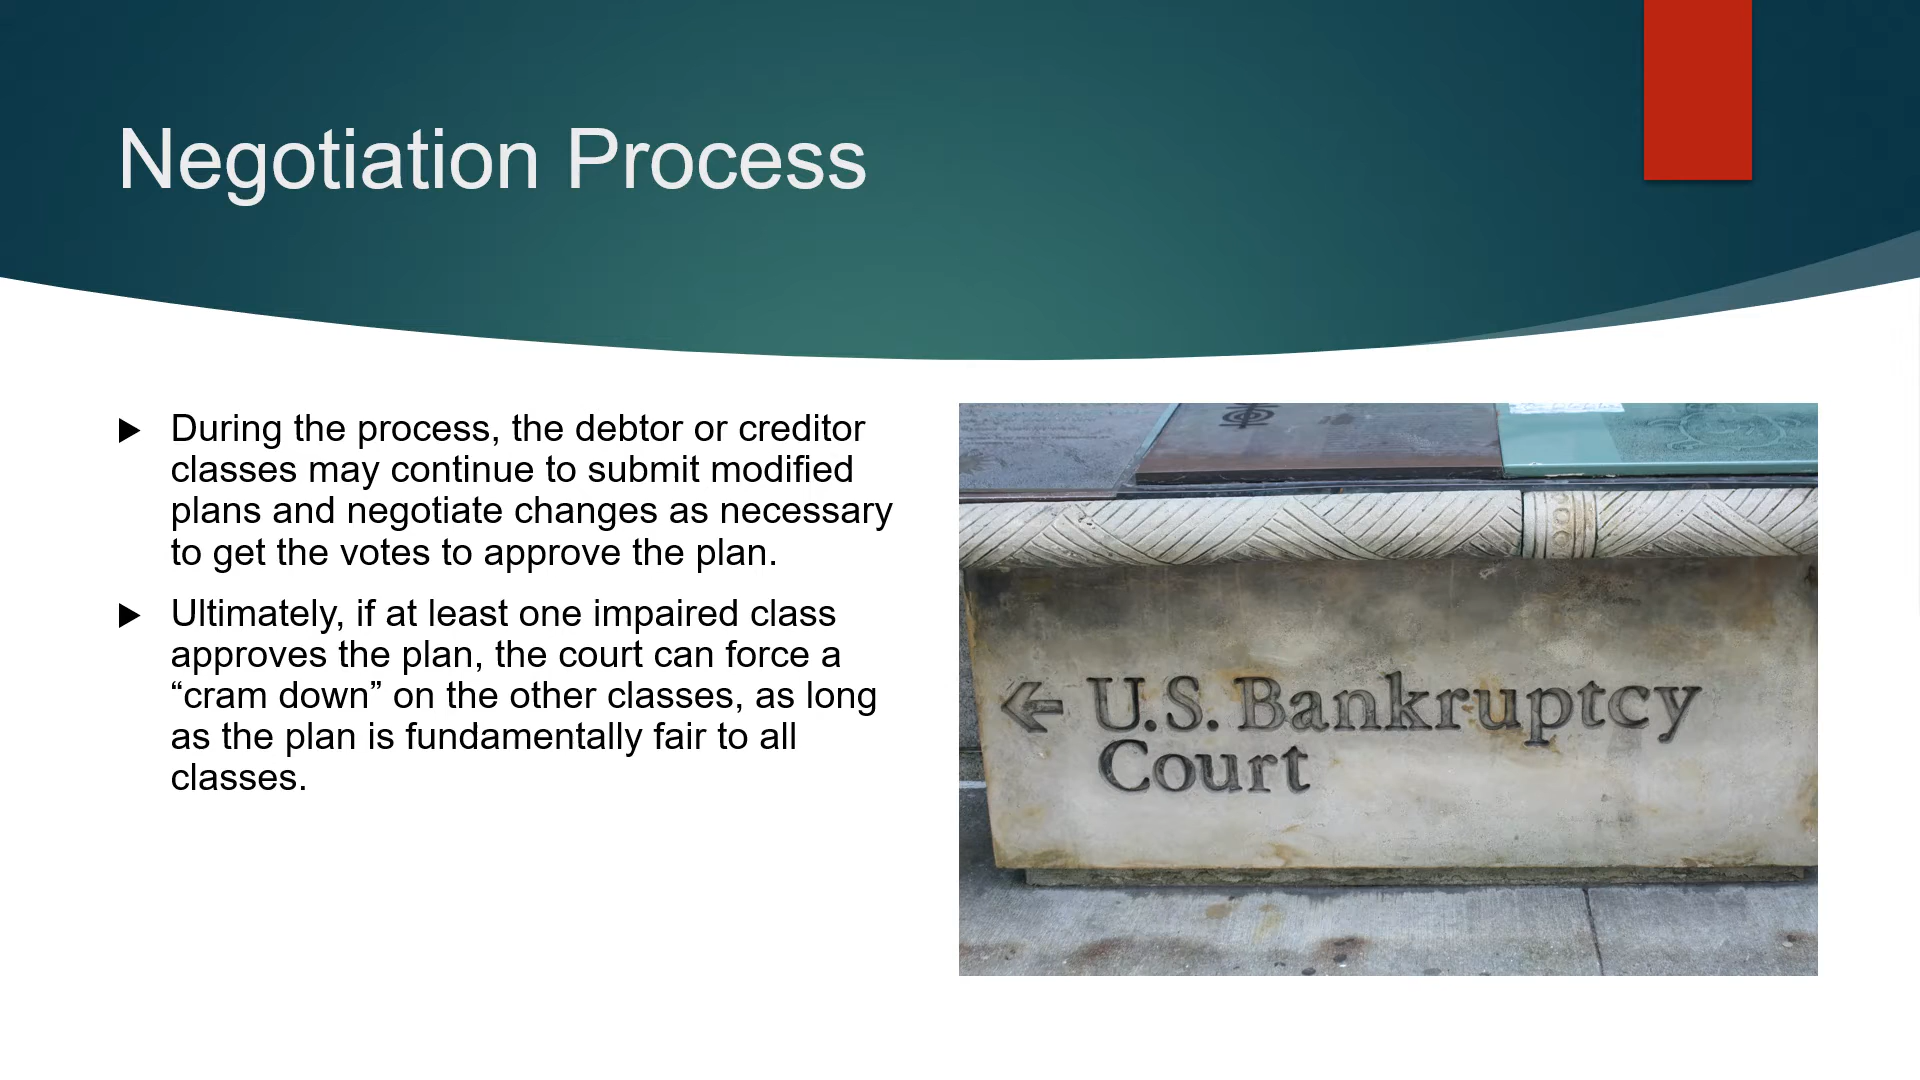 Negotiation Process
During the process, the debtor or creditor
classes may continue to submit modified
plans and negotiate changes as necessary
to get the votes to approve the plan.
Ultimately, if at least one impaired class
approves the plan, the court can force a
“cram down” on the other classes, as long
as the plan is fundamentally fair to all
classes.
U.S. Bankruptcy
Court